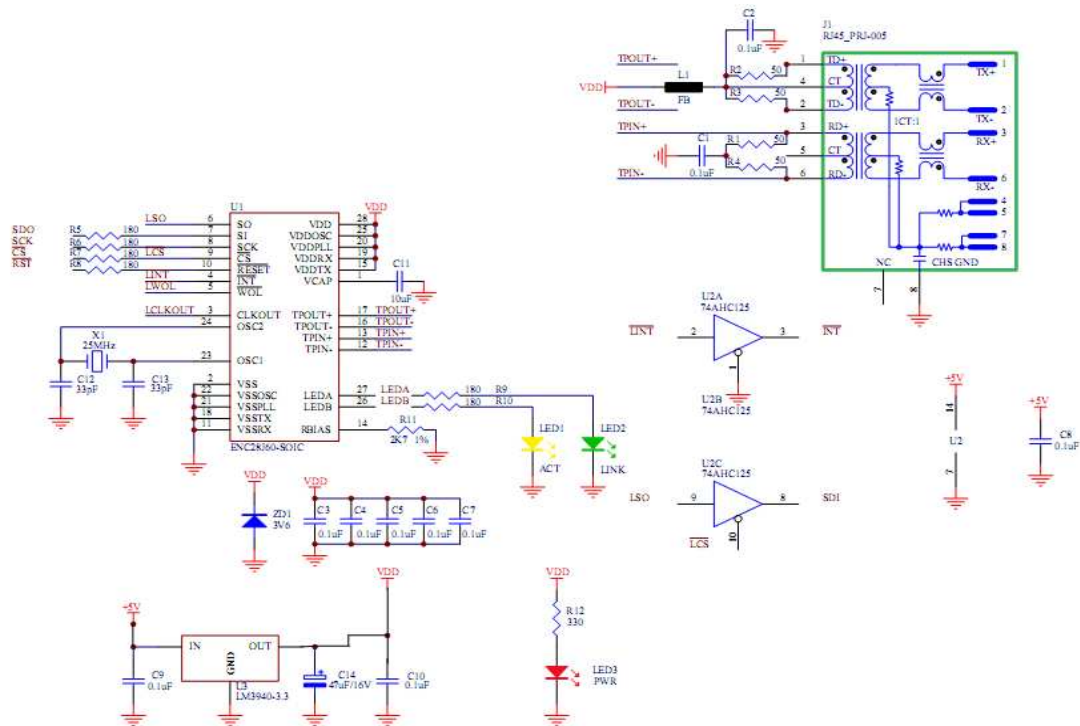 C2
0.1uF
J1
RJ45_PRJ-005
TPOUT+
VDD
L1
FB
TPOUT-
R2 50
R3 50
TPIN+
C1
0.1uF
R1 50
R4 50
TPIN-
1 TD+
4 CT
2 TD-
3 RD+
5 CT
6 RD-
1CT:1
TX+ 1
TX- 2
RX+ 3
RX- 6
4
5
7
8
CHS GND
NC
7
8
U1
SDO R5 180
SCK R6 180
CS R7 180
RST R8 180
LSO 6 SO
7 SI
8 SCK
LCS 9 CS
10 RESET
LINT 4 INT
LWOL 5 WOL
LCLKOUT 3 CLKOUT
24 OSC2
23 OSC1
2 VSS
22 VSSOSC
21 VSSPLL
18 VSSTX
11 VSSRX
VDD
VDD 28
VDDOSC 25
VDDPLL 20
VDDRX 19
VDDTX 15
VCAP 1
C11
10uF
TPOUT+ 17 TPOUT+
TPOUT- 16 TPOUT-
TPIN+ 13 TPIN+
TPIN- 12 TPIN-
LEDA 27 LEDA 180 R9
LEDB 26 LEDB 180 R10
RBIAS 14 R11
2K7 1%
ENC28J60-SOIC
X1
25MHz
C12
33pF
C13
33pF
LED1
ACT
LED2
LINK
U2A
74AHC125
LINT 2 3 INT
1
U2B
74AHC125
U2C
74AHC125
LSO 9 8 SDI
10
LCS
+5V
14
U2
7
+5V
C8
0.1uF
VDD
ZD1
3V6
VDD
C3 C4 C5 C6 C7
0.1uF 0.1uF 0.1uF 0.1uF 0.1uF
+5V
C9
0.1uF
IN OUT
GND
U3
LM3940-3.3
C14
47uF/16V
VDD
C10
0.1uF
VDD
R12
330
LED3
PWR